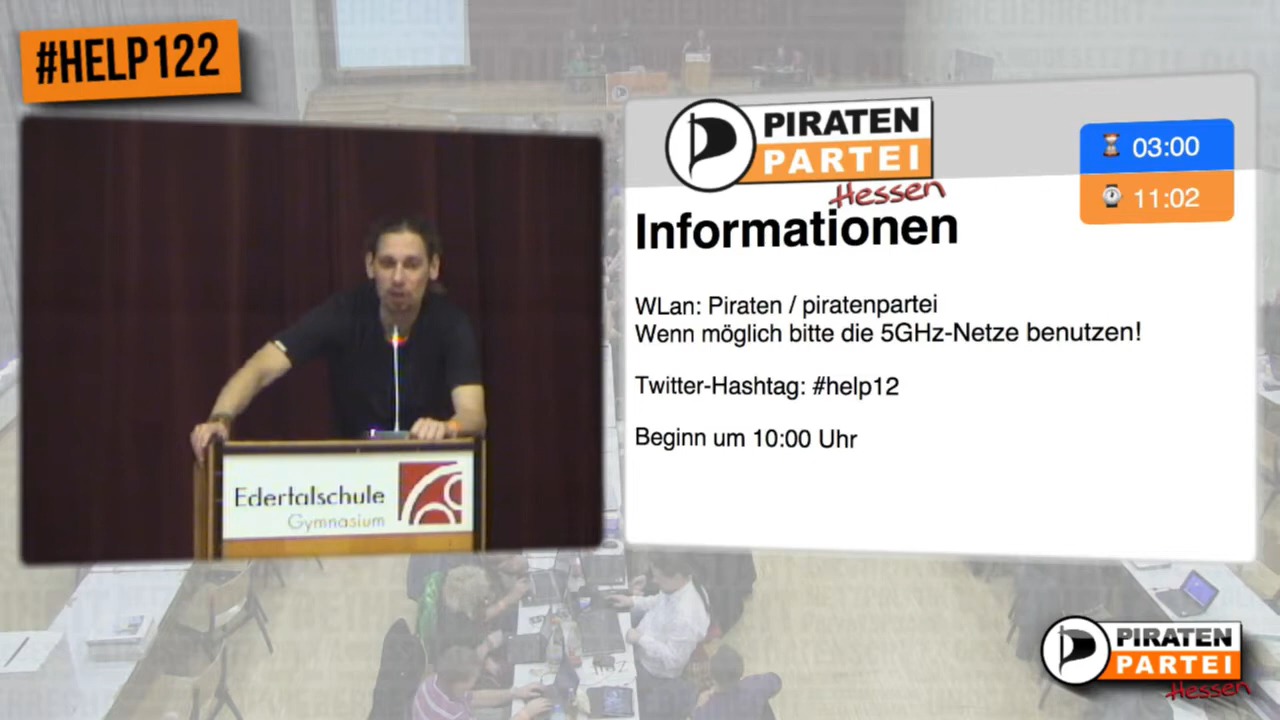 #HELP122
PIRATEN
PARTEI
Hessen
03:00
11:02
Informationen
WLan: Piraten / piratenpartei
Wenn möglich bitte die 5GHz-Netze benutzen!
Twitter-Hashtag: #help12
Beginn um 10:00 Uhr
Edertalschule
Gymnasium
PIRATEN
PARTEI
Hessen